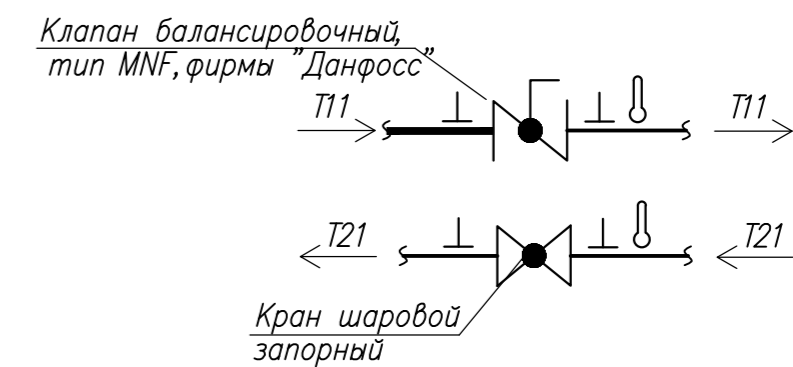 Клапан балансировочный,
тип MNF, фирмы "Данфосс"
T11
T11
T21
T21
Кран шаровой
запорный